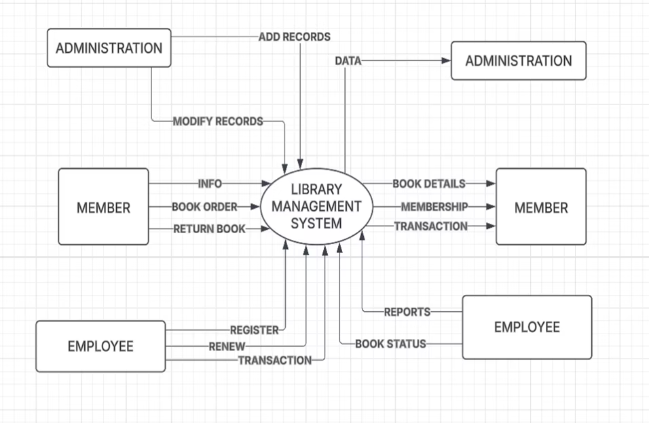 ADMINISTRATION
ADD RECORDS
DATA
ADMINISTRATION
MODIFY RECORDS
MEMBER
INFO
BOOK ORDER
RETURN BOOK
LIBRARY
MANAGEMENT
SYSTEM
BOOK DETAILS
MEMBERSHIP
TRANSACTION
MEMBER
EMPLOYEE
REGISTER
RENEW
TRANSACTION
REPORTS
BOOK STATUS
EMPLOYEE